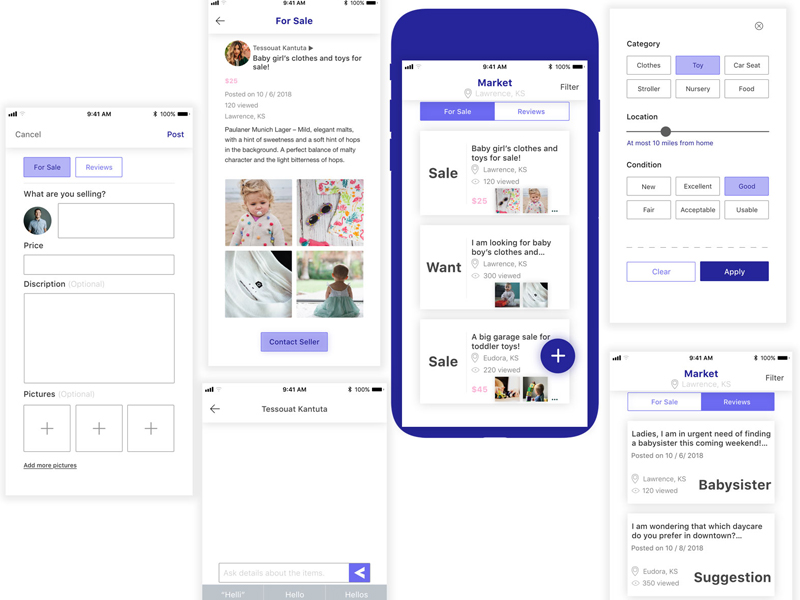 9:41 AM
100%
Cancel
Post
For Sale
Reviews
What are you selling?
Price
Discription (Optional)
Pictures (Optional)
Add more pictures
9:41 AM
100%
For Sale
Tessouat Kantuta
Baby girl's clothes and toys for
sale!
$25
Posted on 10 / 6/ 2018
120 viewed
Lawrence, KS
Paulaner Munich Lager – Mild, elegant malts,
with a hint of sweetness and a soft hint of hops
in the background. A perfect balance of malty
character and the light bitterness of hops.
Contact Seller
9:41 AM
100%
Tessouat Kantuta
Ask details about the items.
"Helli"
Hello
Hellos
9:41 AM
100%
Market
Lawrence, KS
Filter
For Sale
Reviews
Sale
Baby girl's clothes and
toys for sale!
Lawrence, KS
120 viewed
$25
...
Want
I am looking for baby
boy's clothes and...
Lawrence, KS
300 viewed
Sale
A big garage sale for
toddler toys!
Eudora, KS
220 viewed
$45
...
Category
Clothes
Toy
Car Seat
Stroller
Nursery
Food
Location
At most 10 miles from home
Condition
New
Excellent
Good
Fair
Acceptable
Usable
Clear
Apply
9:41 AM
100%
Market
Lawrence, KS
Filter
For Sale
Reviews
Ladies, I am in urgent need of finding
a babysister this coming weekend!...
Posted on 10 / 6/ 2018
Lawrence, KS
120 viewed
Babysister
I am wondering that which daycare
do you prefer in downtown?...
Posted on 10 / 8/ 2018
Eudora, KS
350 viewed
Suggestion